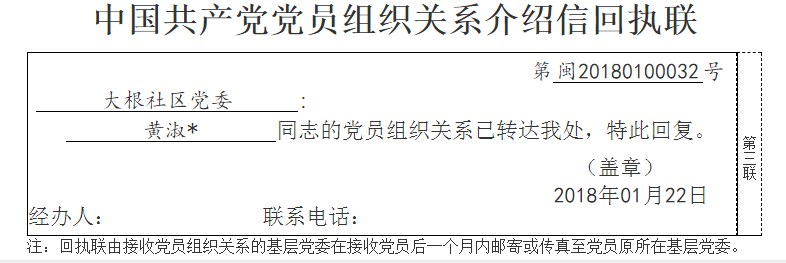 中国共产党党员组织关系介绍信回执联
第 闽20180100032 号
大根社区党委：
黄淑* 同志的党员组织关系已转达我处，特此回复。
（盖章）
2018年01月22日
经办人： 联系电话：
第三联
注：回执联由接收党员组织关系的基层党委在接收党员后一个月内邮寄或传真至党员原所在基层党委。